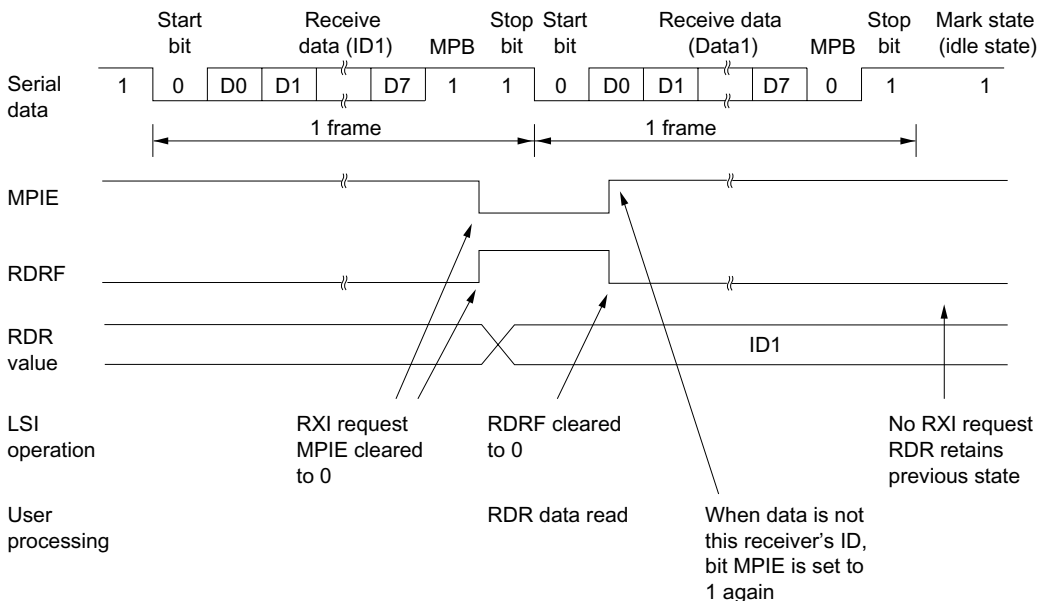 Start bit Receive data (ID1) MPB Stop bit Start bit Receive data (Data1) MPB Stop bit Mark state (idle state)
Serial data 1 0 D0 D1 D7 1 1 0 D0 D1 D7 0 1 1
1 frame 1 frame
MPIE
RDRF
RDR value ID1
LSI operation RXI request MPIE cleared to 0 RDRF cleared to 0 No RXI request RDR retains previous state
User processing RDR data read When data is not this receiver's ID, bit MPIE is set to 1 again